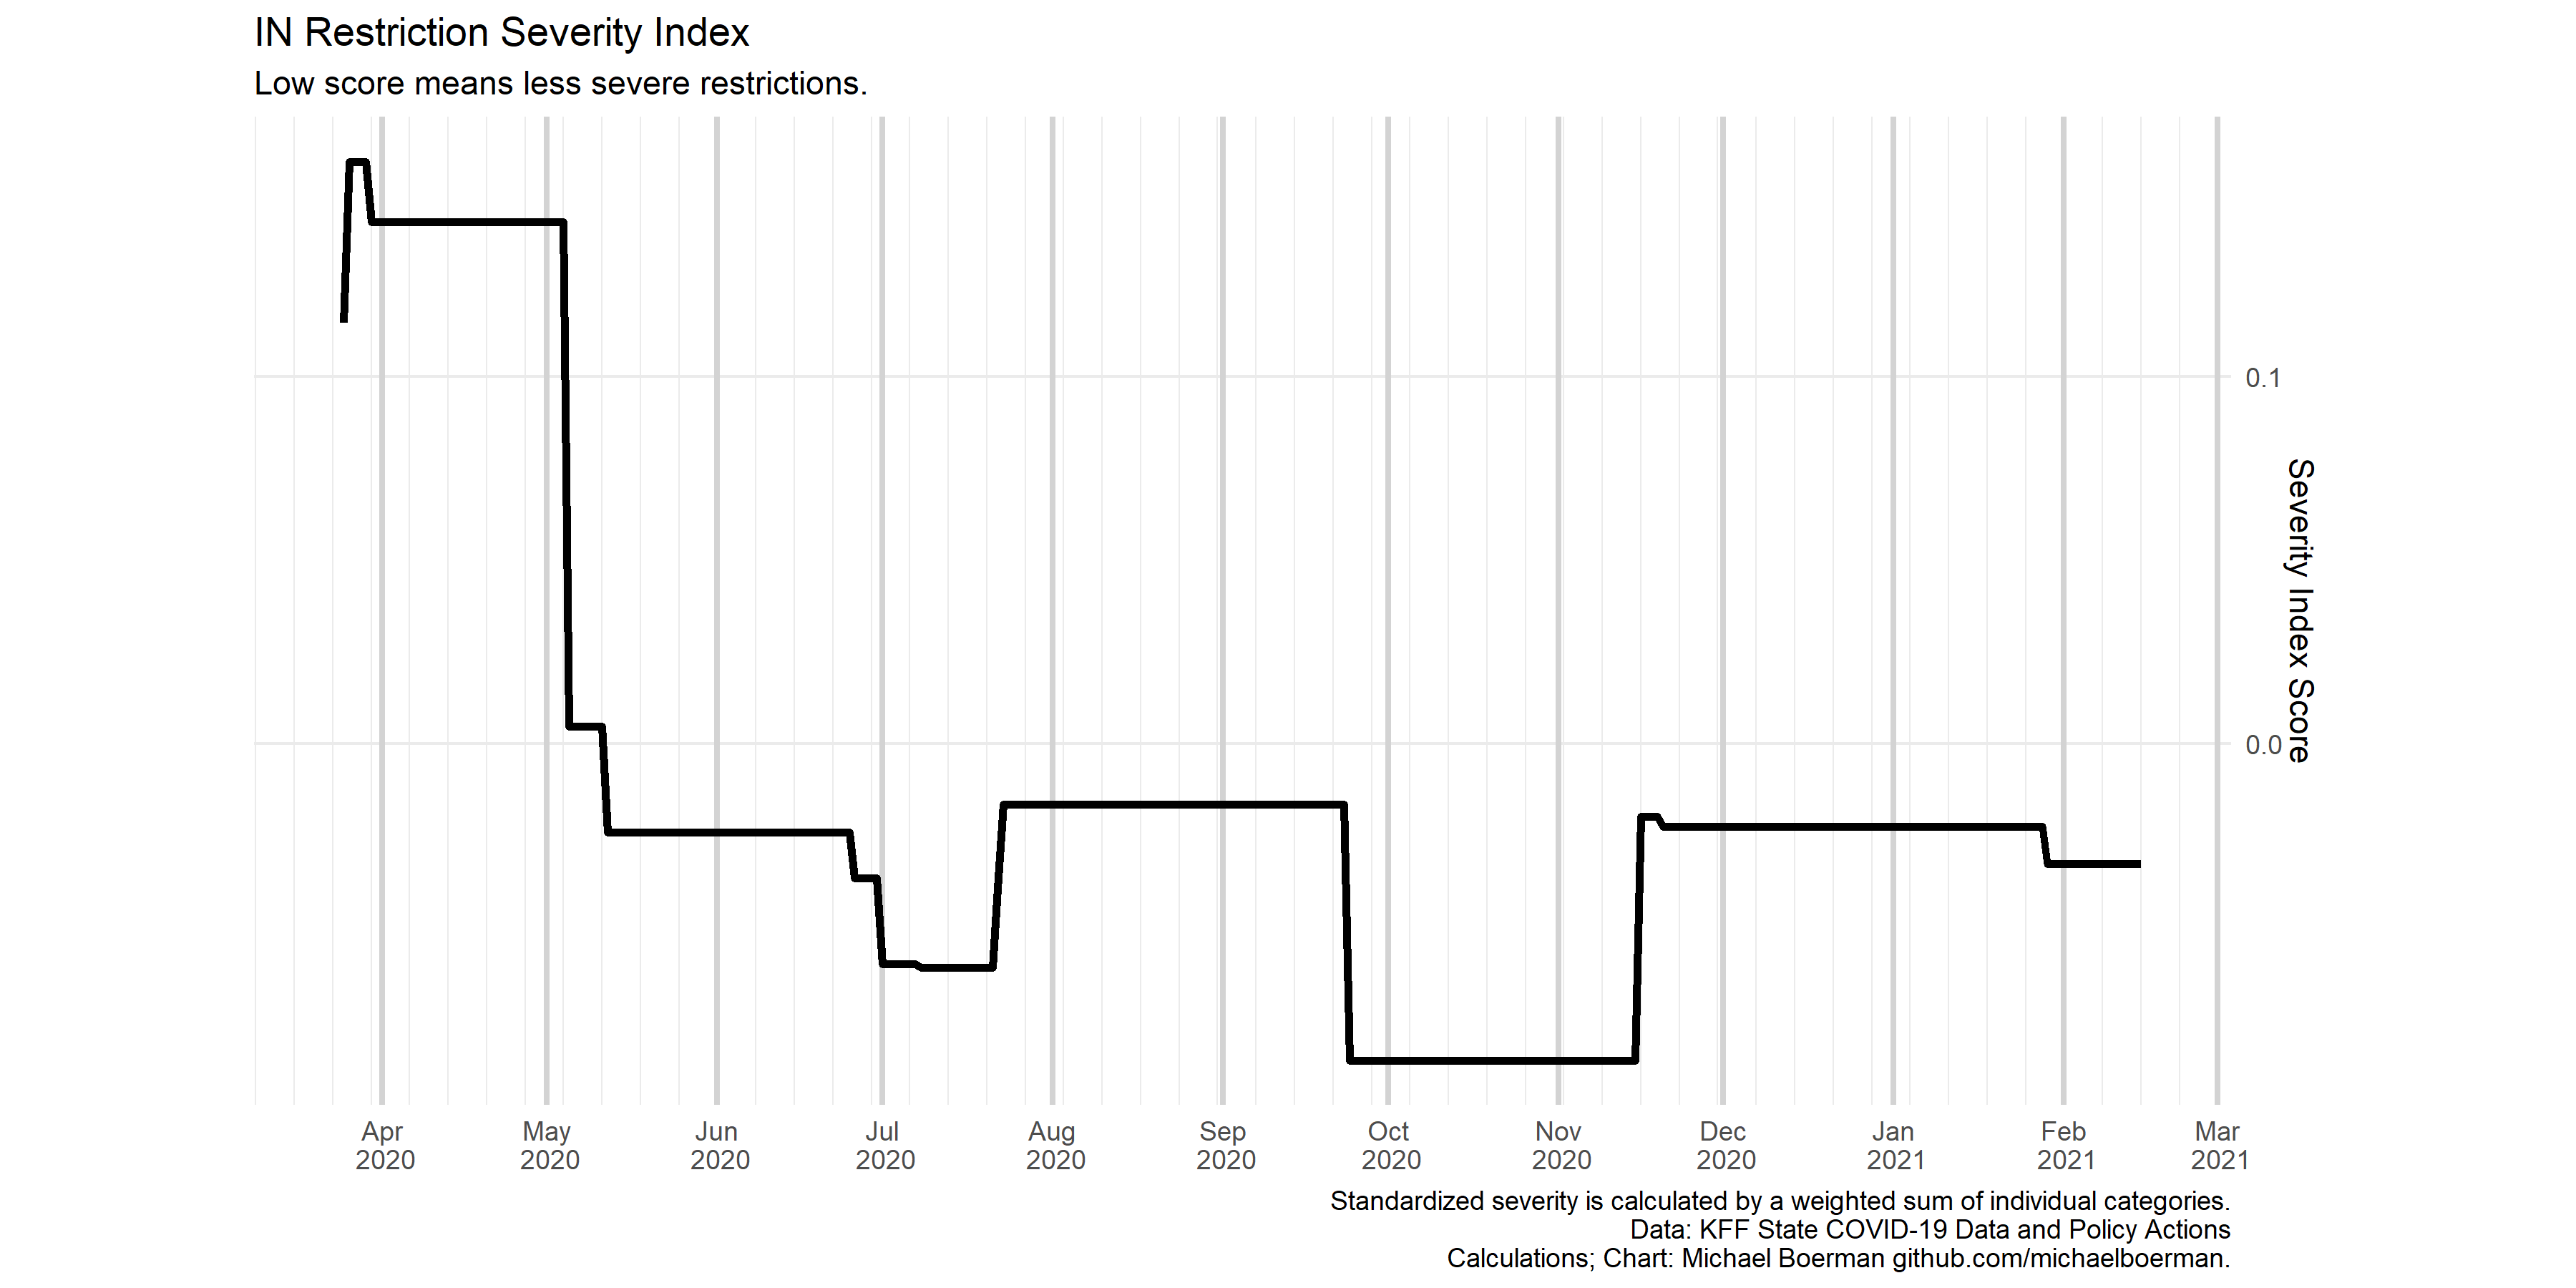 IN Restriction Severity Index
Low score means less severe restrictions.
0.1
0.0
Severity Index Score
Apr 2020
May 2020
Jun 2020
Jul 2020
Aug 2020
Sep 2020
Oct 2020
Nov 2020
Dec 2020
Jan 2021
Feb 2021
Mar 2021
Standardized severity is calculated by a weighted sum of individual categories.
Data: KFF State COVID-19 Data and Policy Actions
Calculations; Chart: Michael Boerman github.com/michaelboerman.